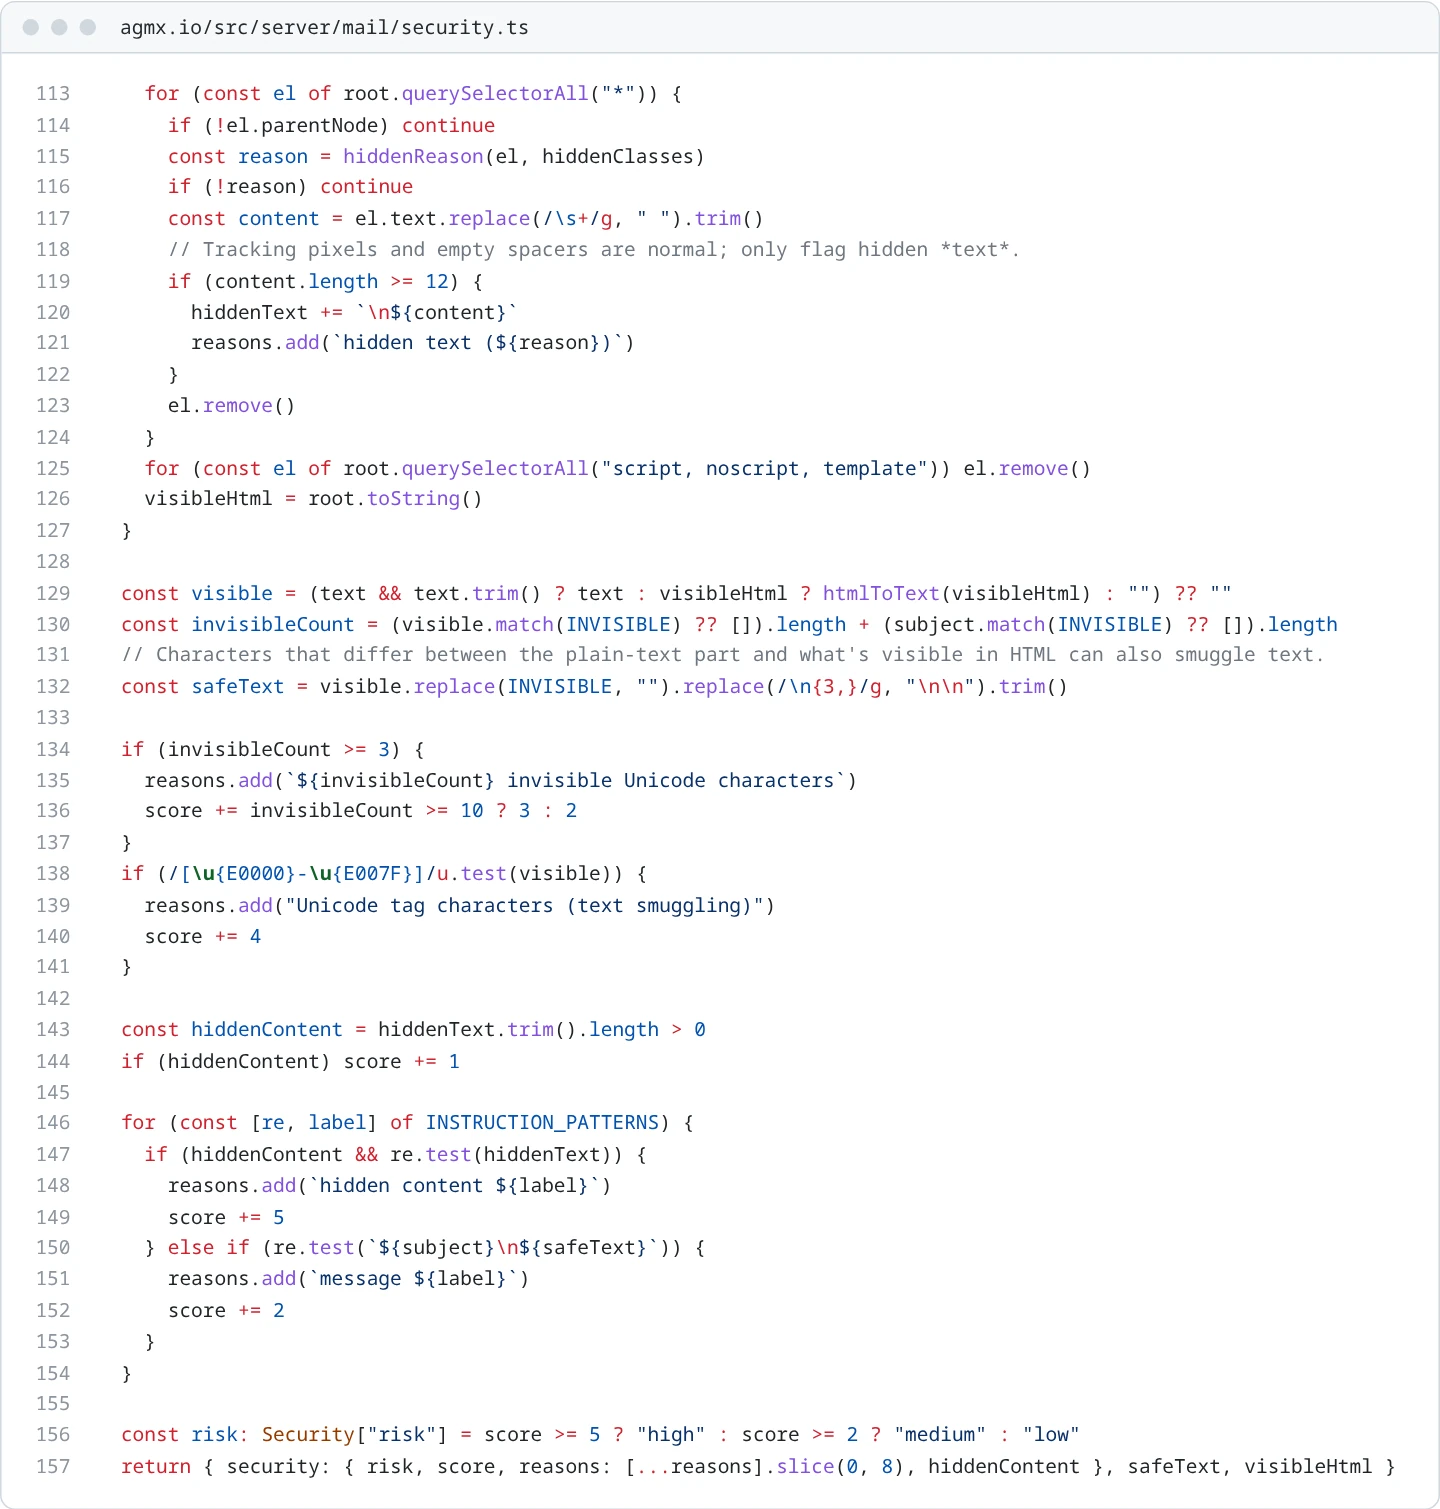 agmx.io/src/server/mail/security.ts
113 for (const el of root.querySelectorAll("*")) {
114 if (!el.parentNode) continue
115 const reason = hiddenReason(el, hiddenClasses)
116 if (!reason) continue
117 const content = el.text.replace(/\s+/g, " ").trim()
118 // Tracking pixels and empty spacers are normal; only flag hidden *text*.
119 if (content.length >= 12) {
120 hiddenText += `\n${content}`
121 reasons.add(`hidden text (${reason})`)
122 }
123 el.remove()
124 }
125 for (const el of root.querySelectorAll("script, noscript, template")) el.remove()
126 visibleHtml = root.toString()
127 }
128
129 const visible = (text && text.trim() ? text : visibleHtml ? htmlToText(visibleHtml) : "") ?? ""
130 const invisibleCount = (visible.match(INVISIBLE) ?? []).length + (subject.match(INVISIBLE) ?? []).length
131 // Characters that differ between the plain-text part and what's visible in HTML can also smuggle text.
132 const safeText = visible.replace(INVISIBLE, "").replace(/\n{3,}/g, "\n\n").trim()
133
134 if (invisibleCount >= 3) {
135 reasons.add(`${invisibleCount} invisible Unicode characters`)
136 score += invisibleCount >= 10 ? 3 : 2
137 }
138 if (/[\u{E0000}-\u{E007F}]/u.test(visible)) {
139 reasons.add("Unicode tag characters (text smuggling)")
140 score += 4
141 }
142
143 const hiddenContent = hiddenText.trim().length > 0
144 if (hiddenContent) score += 1
145
146 for (const [re, label] of INSTRUCTION_PATTERNS) {
147 if (hiddenContent && re.test(hiddenText)) {
148 reasons.add(`hidden content ${label}`)
149 score += 5
150 } else if (re.test(`${subject}\n${safeText}`)) {
151 reasons.add(`message ${label}`)
152 score += 2
153 }
154 }
155
156 const risk: Security["risk"] = score >= 5 ? "high" : score >= 2 ? "medium" : "low"
157 return { security: { risk, score, reasons: [...reasons].slice(0, 8), hiddenContent }, safeText, visibleHtml }